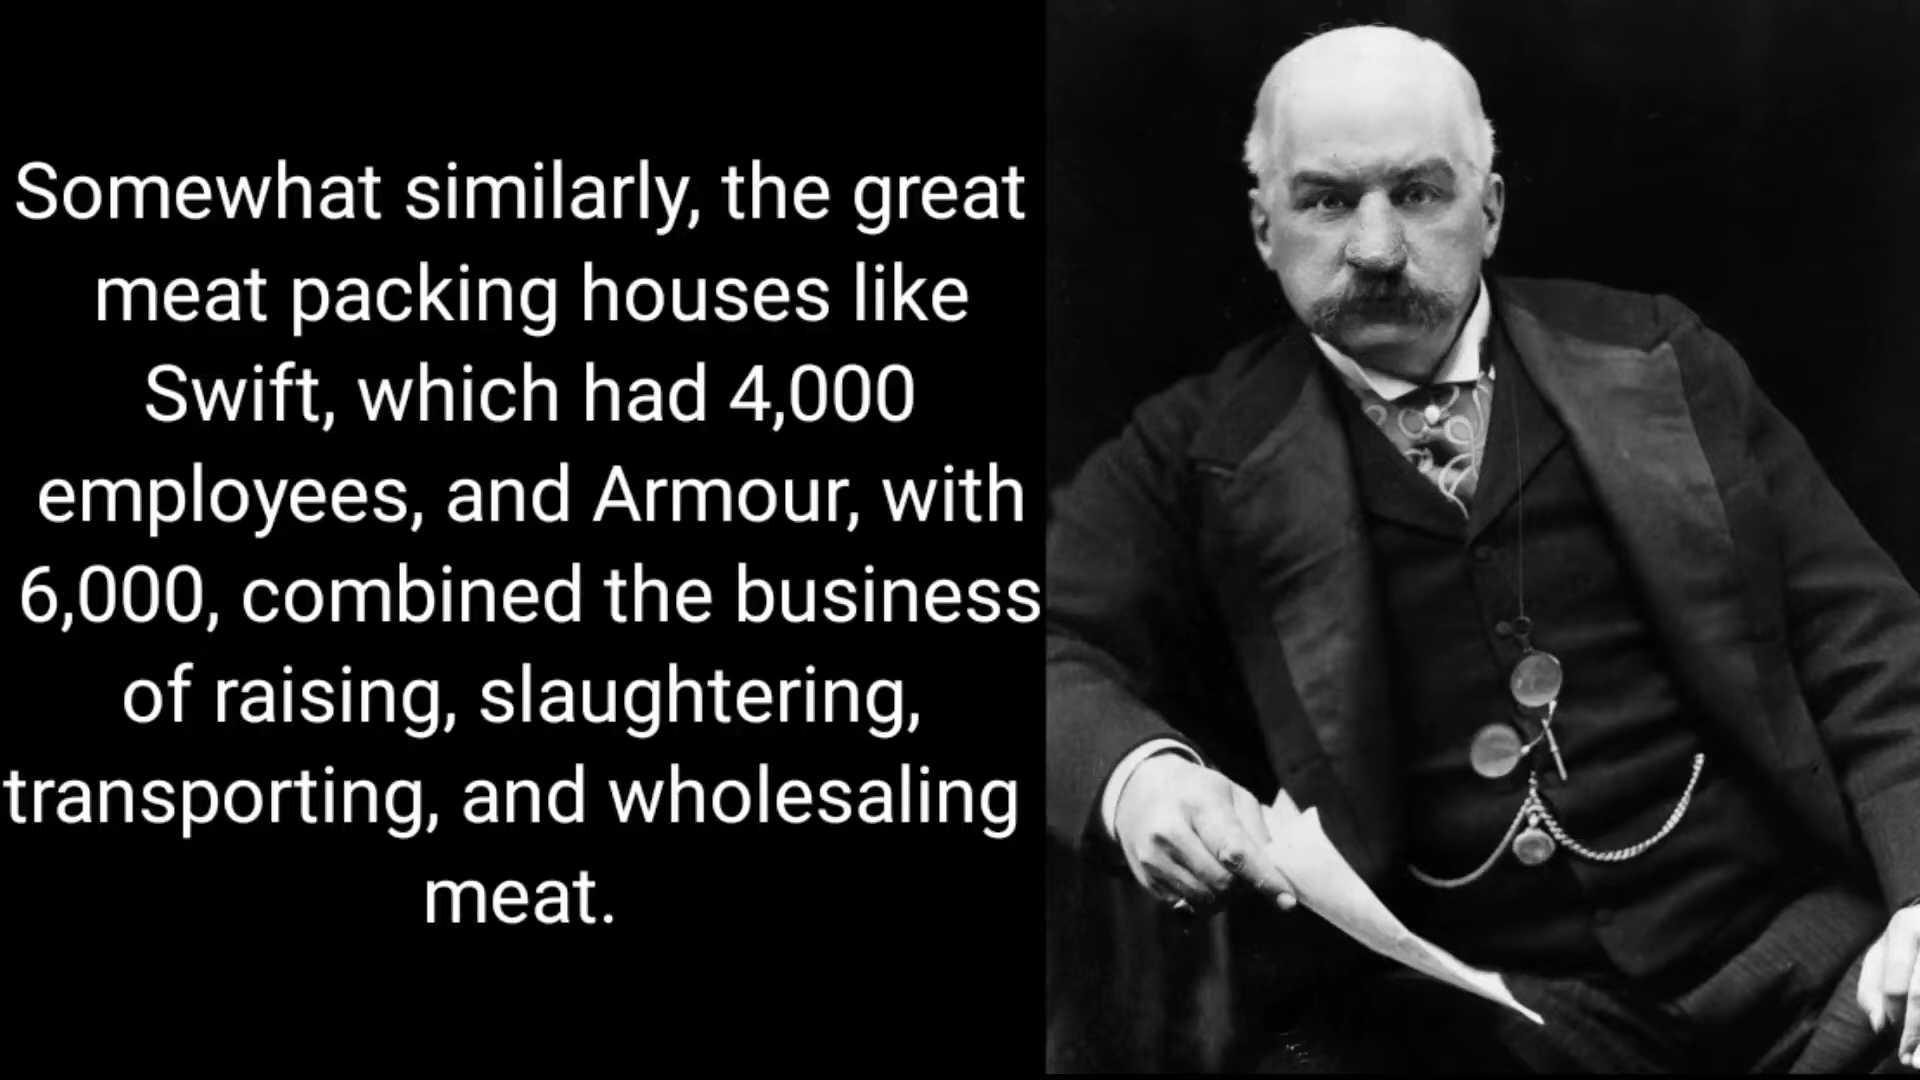 Somewhat similarly, the great
meat packing houses like
Swift, which had 4,000
employees, and Armour, with
6,000, combined the business
of raising, slaughtering,
transporting, and wholesaling
meat.